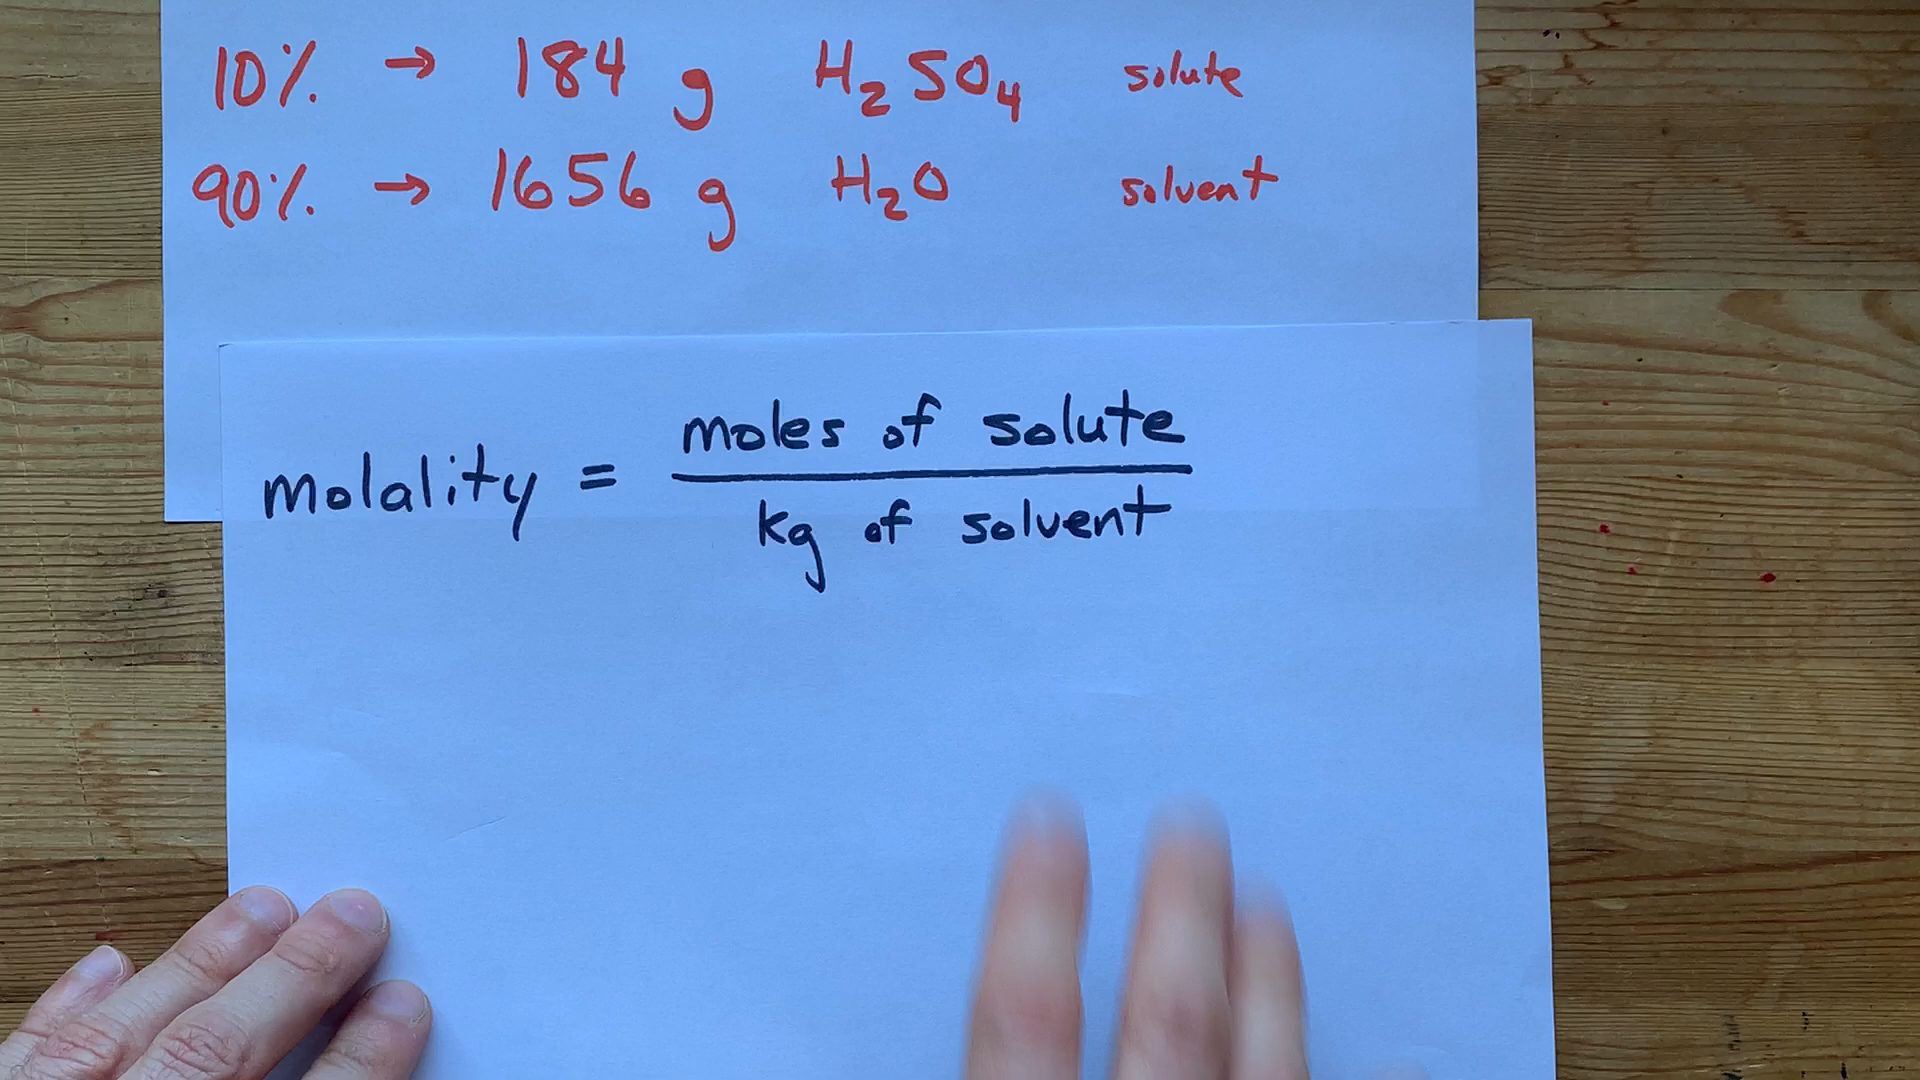 10% → 184 g H₂SO₄ solute
90% → 1656 g H₂O solvent
molality = moles of solute
kg of solvent